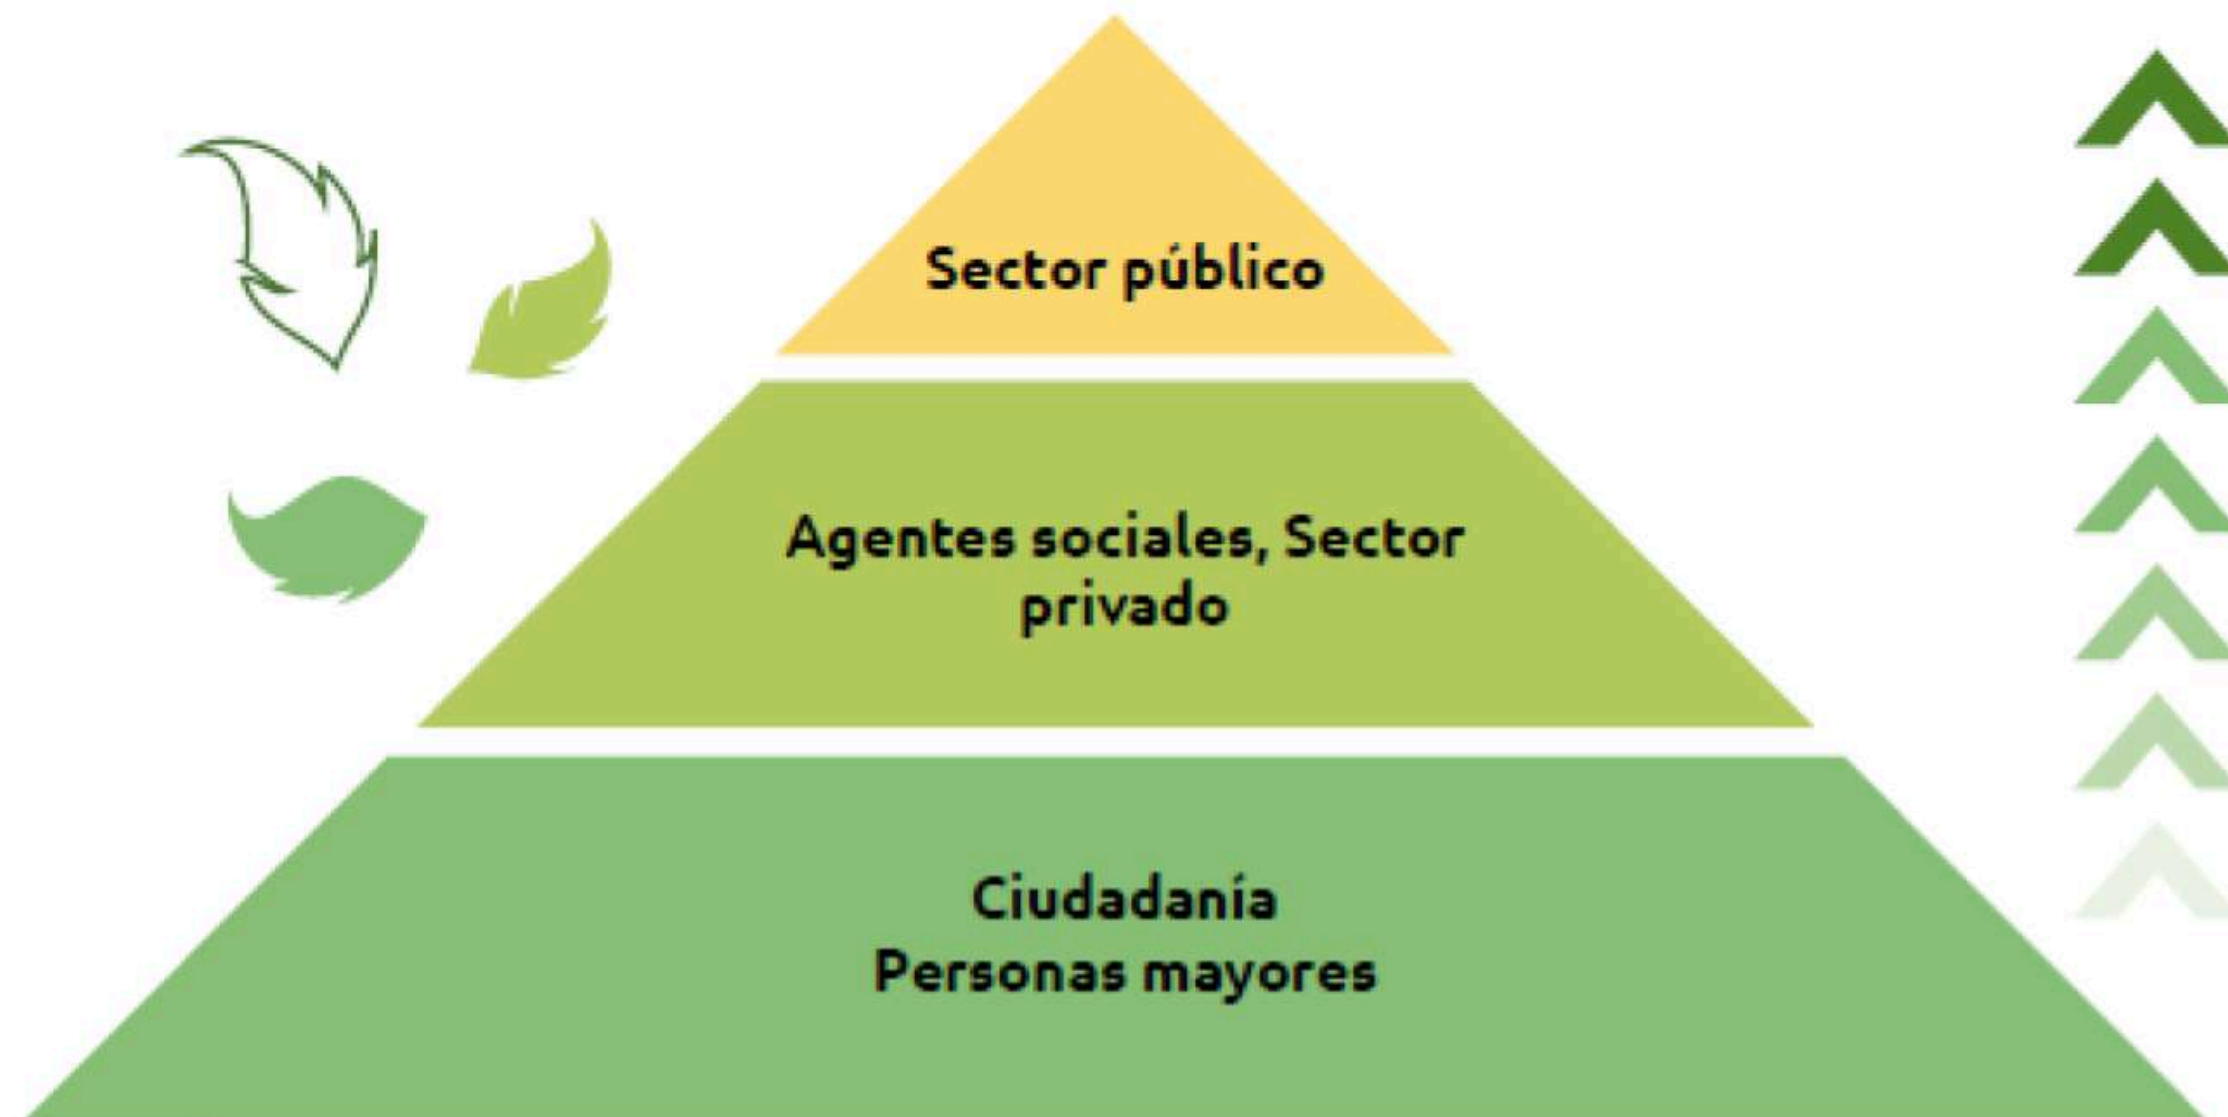 Sector público
Agentes sociales, Sector
privado
Ciudadanía
Personas mayores